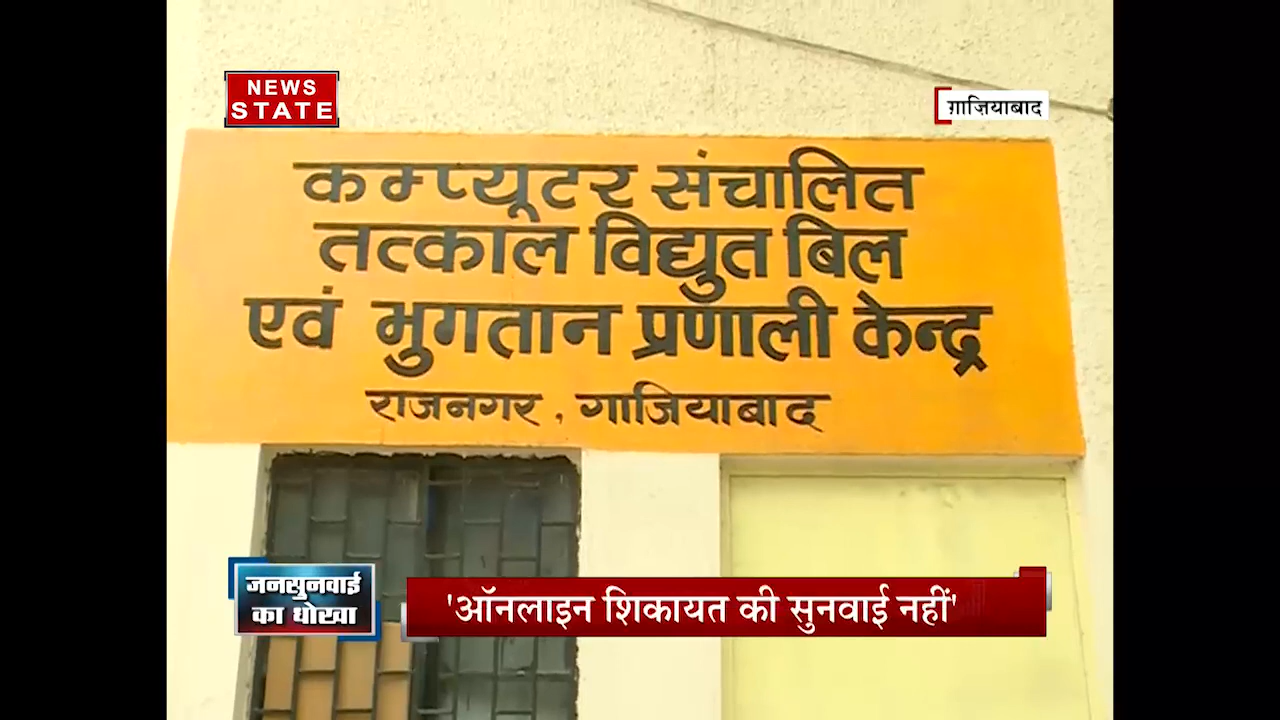 NEWS
STATE
ग़ाज़ियाबाद
कम्प्यूटर संचालित
तत्काल विद्युत बिल
एवं भुगतान प्रणाली केन्द्र
राजनगर, गाजियाबाद
जनसुनवाई
का धोखा
'ऑनलाइन शिकायत की सुनवाई नहीं'